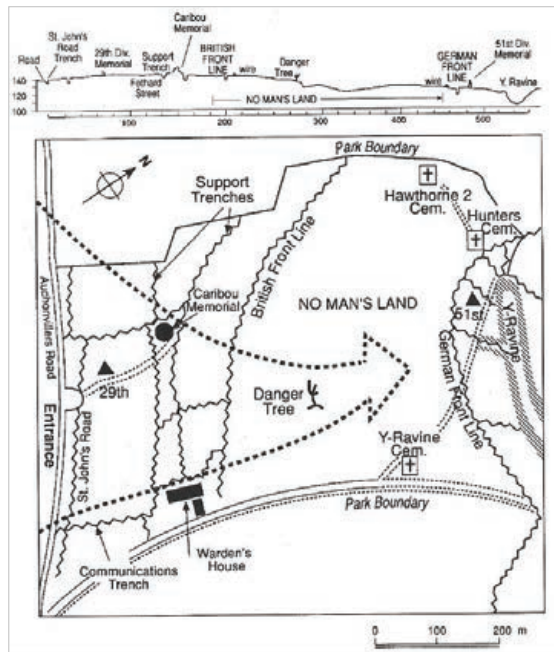 Road
St. John's
Road
Trench
29th Div.
Memorial
Support
Trench
Fethard
Street
Caribou
Memorial
BRITISH
FRONT
LINE
wire
Danger
Tree
wire
GERMAN
FRONT
LINE
51st Div.
Memorial
Y. Ravine
140
120
100
NO MAN'S LAND
100
200
300
400
500
Park Boundary
N
Support
Trenches
Hawthorne 2
Cem.
Hunters
Cem.
British Front Line
Caribou
Memorial
NO MAN'S LAND
51st
Y-Ravine
German Front Line
Auchonvillers Road
Entrance
29th
St. John's Road
Danger
Tree
Y-Ravine
Cem.
Park Boundary
Warden's
House
Communications
Trench
0
100
200 m